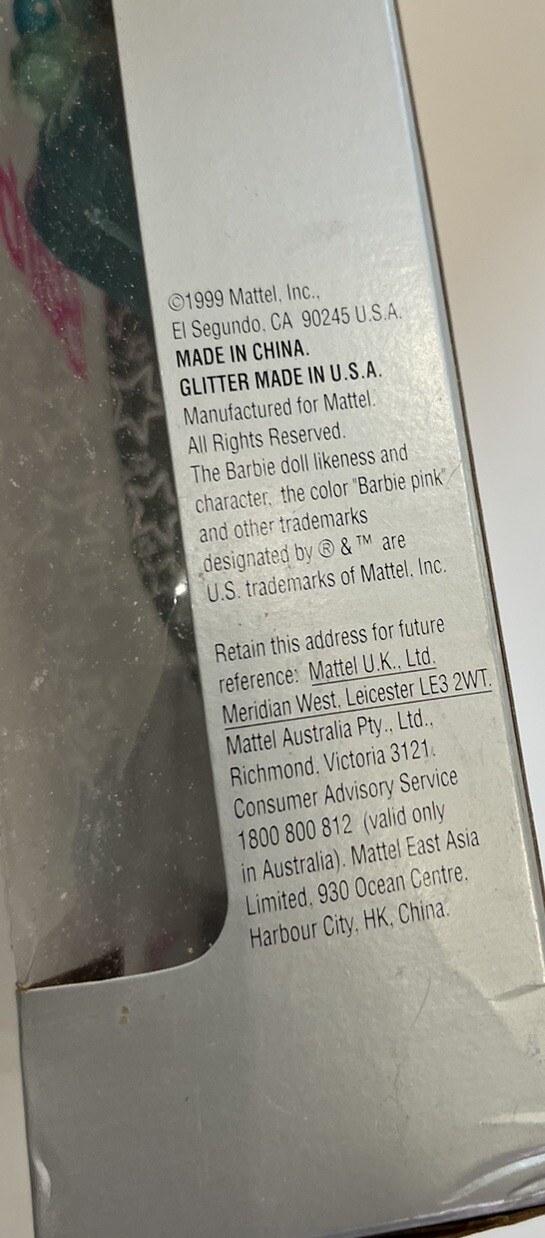 ©1999 Mattel, Inc.,
El Segundo, CA 90245 U.S.A.
MADE IN CHINA.
GLITTER MADE IN U.S.A.
Manufactured for Mattel.
All Rights Reserved.
The Barbie doll likeness and
character, the color "Barbie pink"
and other trademarks
designated by ® & ™ are
U.S. trademarks of Mattel, Inc.
Retain this address for future
reference: Mattel U.K., Ltd.
Meridian West, Leicester LE3 2WT.
Mattel Australia Pty., Ltd.,
Richmond, Victoria 3121.
Consumer Advisory Service
1800 800 812 (valid only
in Australia). Mattel East Asia
Limited, 930 Ocean Centre,
Harbour City, HK, China.